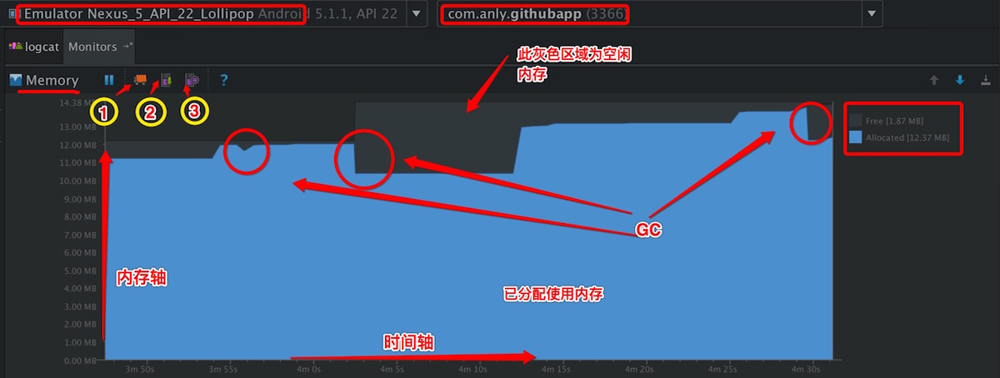 Emulator Nexus_5_API_22_Lollipop Android 5.1.1, API 22
com.anly.githubapp (3366)
logcat
Monitors
Memory
?
1
2
3
此灰色区域为空闲
内存
14.38 MB
13.00 MB
12.00 MB
11.00 MB
10.00 MB
9.00 MB
8.00 MB
7.00 MB
6.00 MB
5.00 MB
4.00 MB
3.00 MB
2.00 MB
1.00 MB
0.00 MB
Free [1.87 MB]
Allocated [12.37 MB]
GC
内存轴
已分配使用内存
时间轴
3m 50s
3m 55s
4m 0s
4m 5s
4m 10s
4m 15s
4m 20s
4m 25s
4m 30s